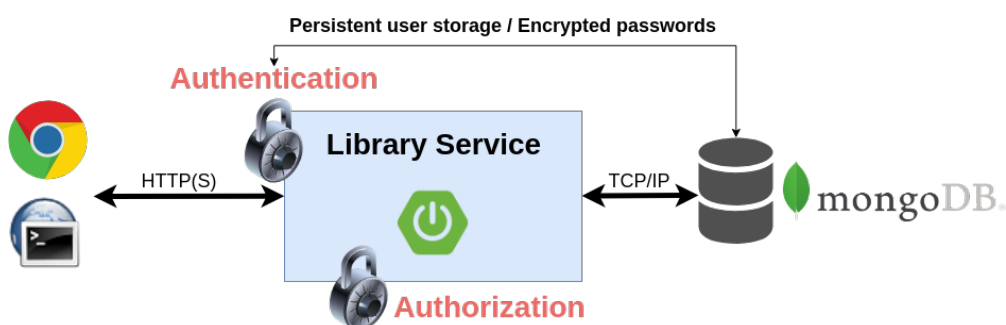 Persistent user storage / Encrypted passwords
Authentication
Library Service
HTTP(S)
TCP/IP
mongoDB
>_
Authorization